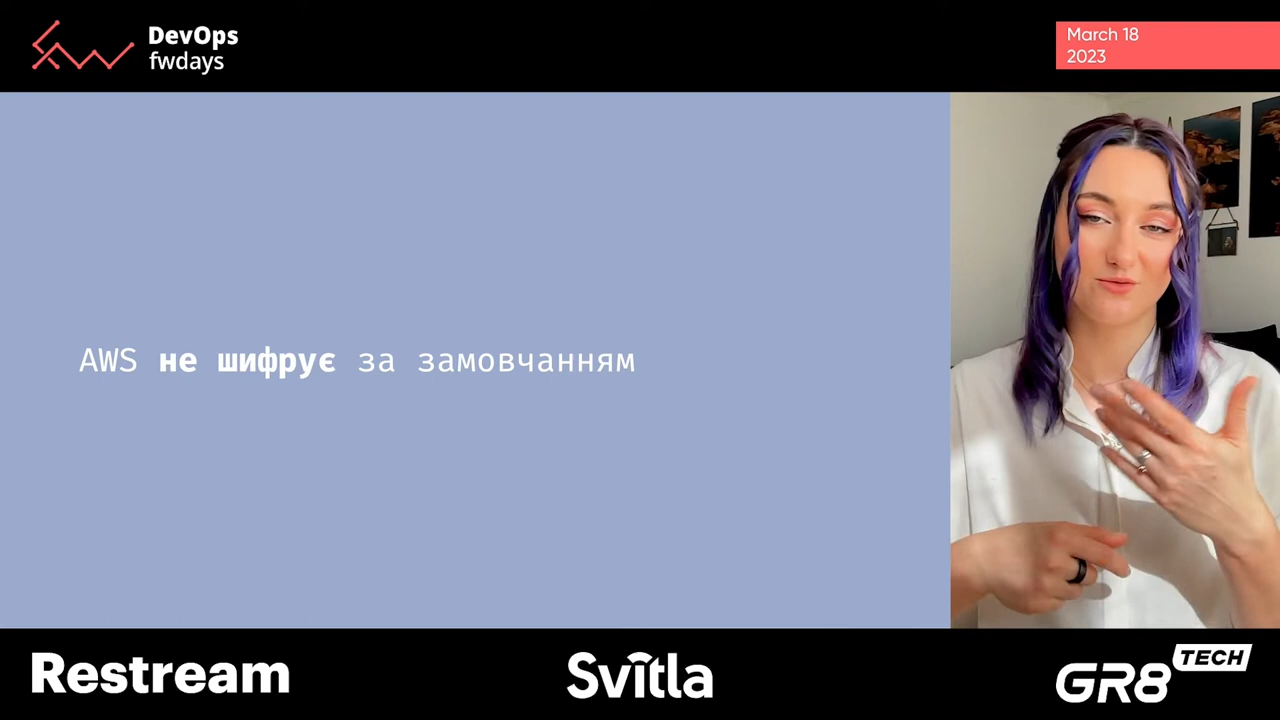 DevOps
fwdays
March 18
2023
AWS не шифрує за замовчанням
Restream
Svitla
GR8 TECH